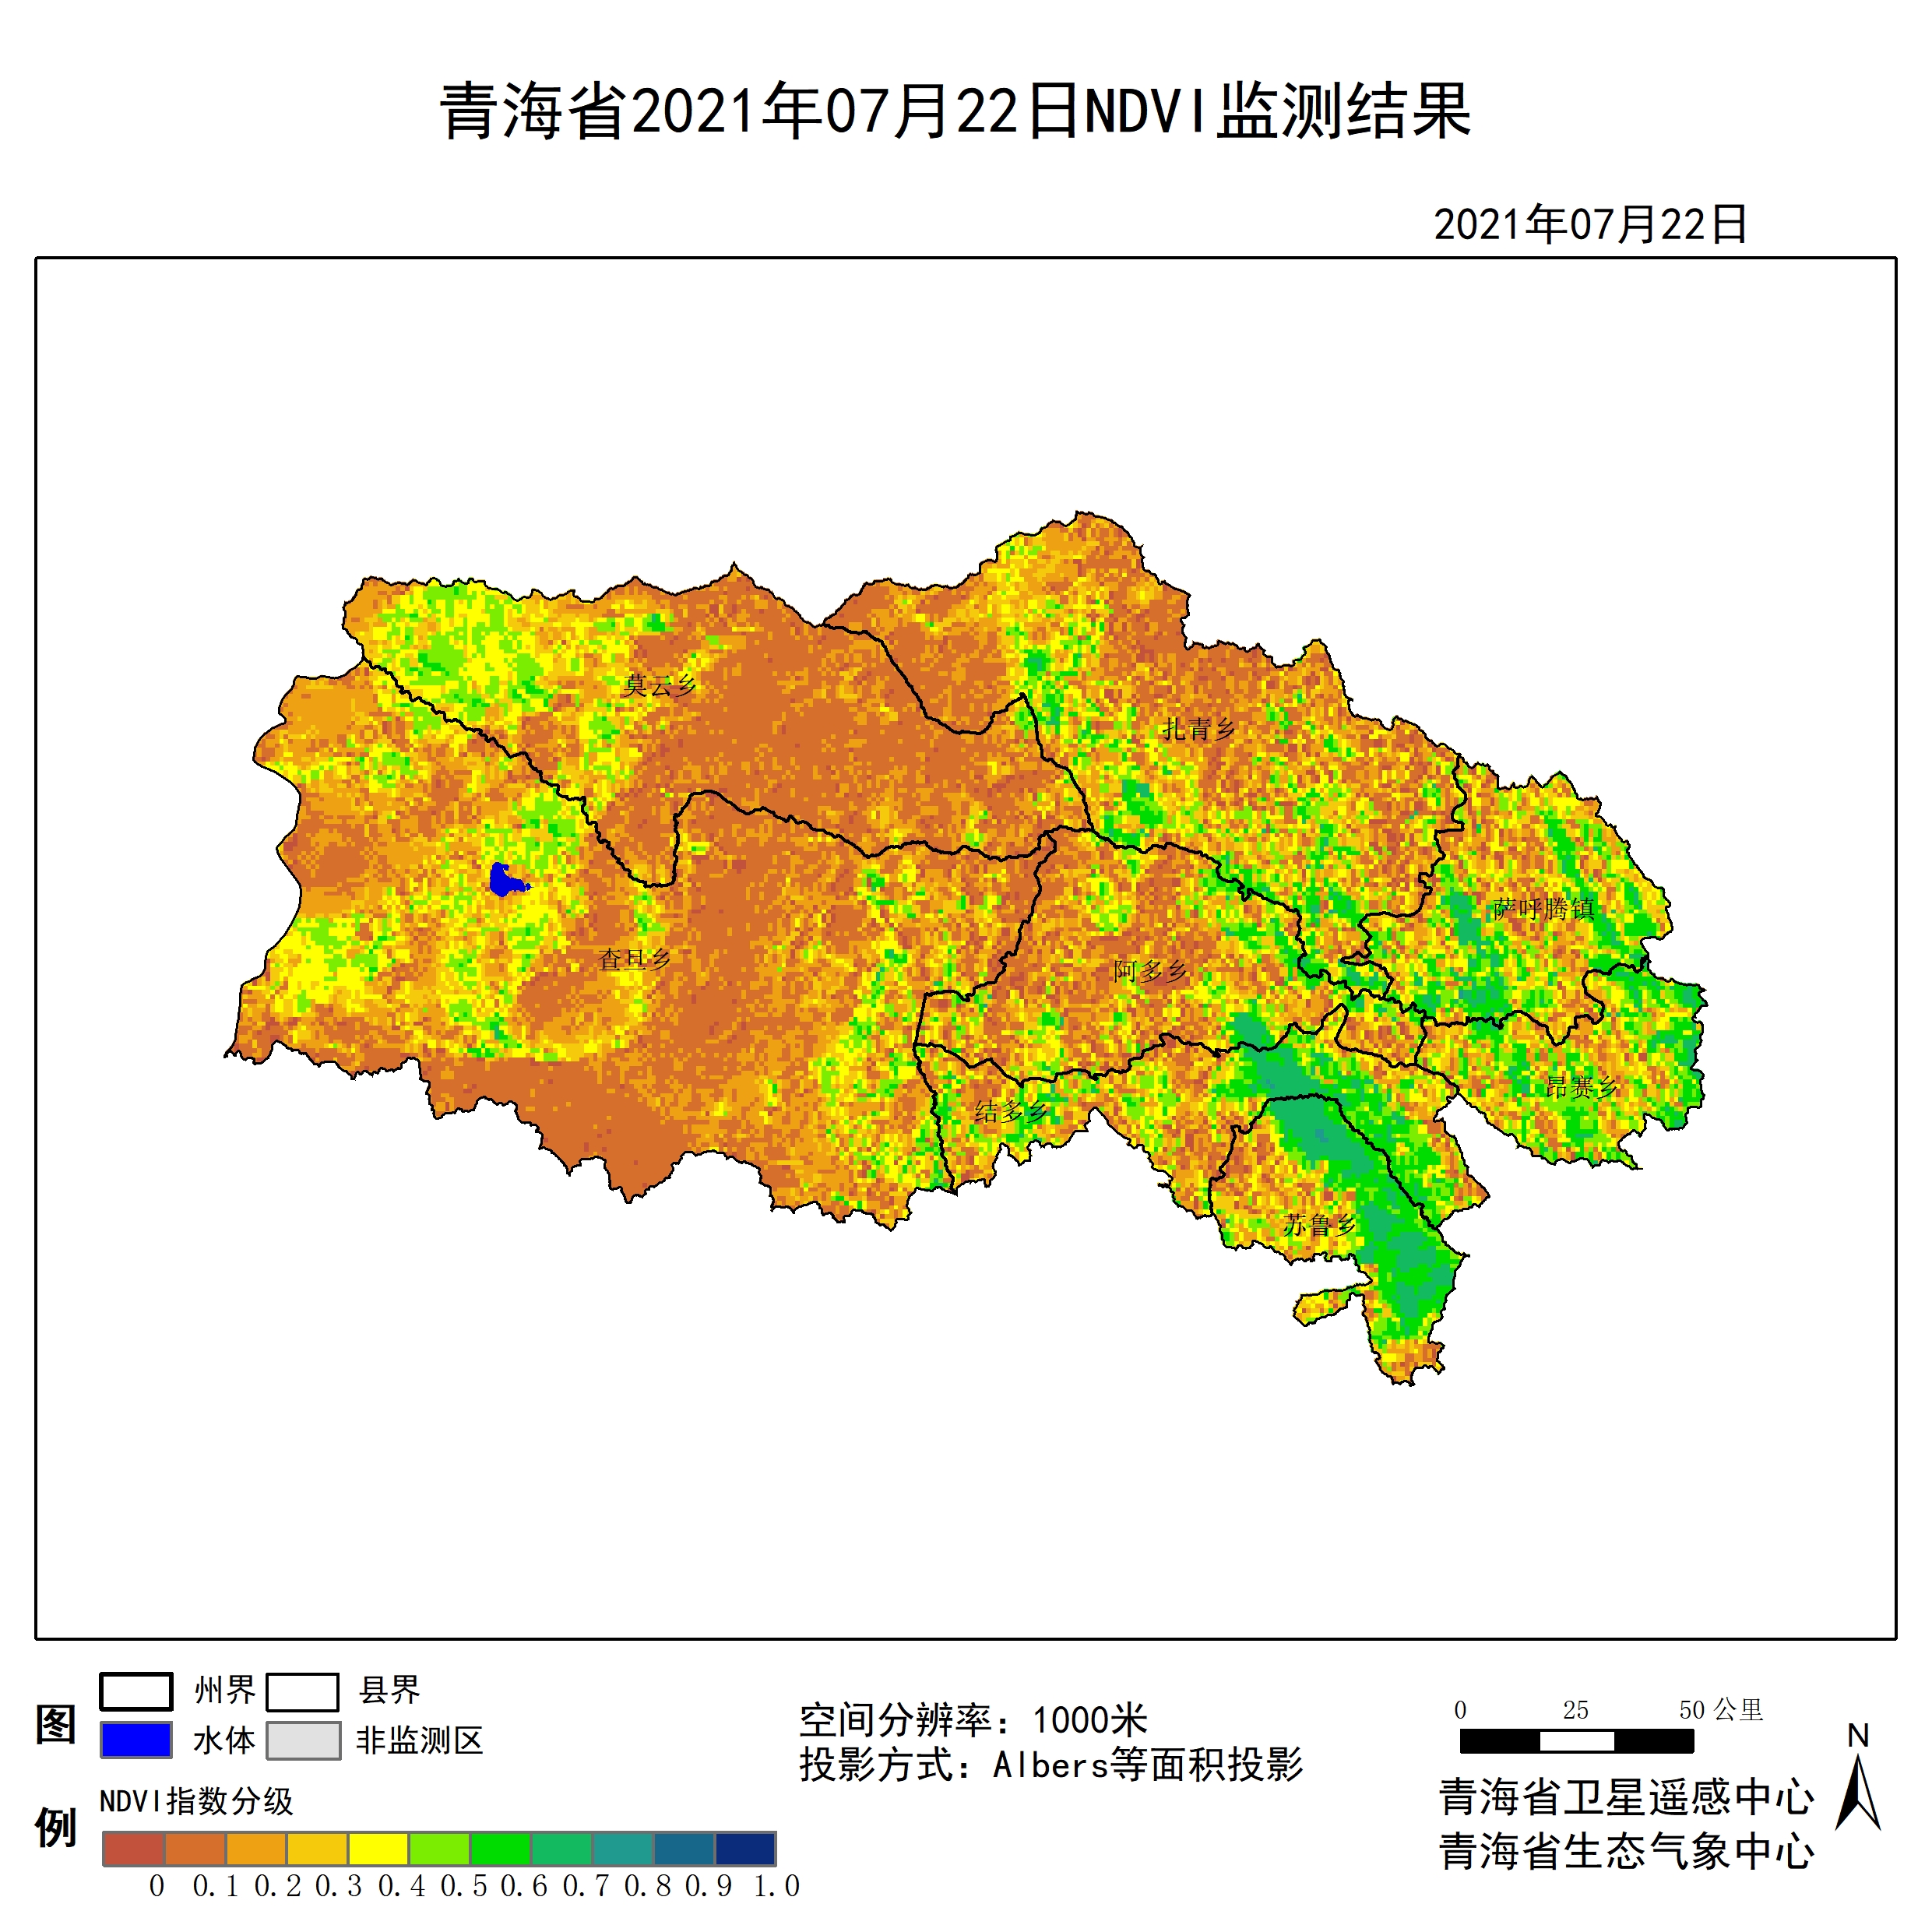 青海省2021年07月22日NDVI监测结果
2021年07月22日
莫云乡
扎青乡
萨呼腾镇
查旦乡
阿多乡
昂赛乡
结多乡
苏鲁乡
图例
州界 县界
水体 非监测区
NDVI指数分级
0 0.1 0.2 0.3 0.4 0.5 0.6 0.7 0.8 0.9 1.0
空间分辨率：1000米
投影方式：Albers等面积投影
0 25 50 公里
N
青海省卫星遥感中心
青海省生态气象中心